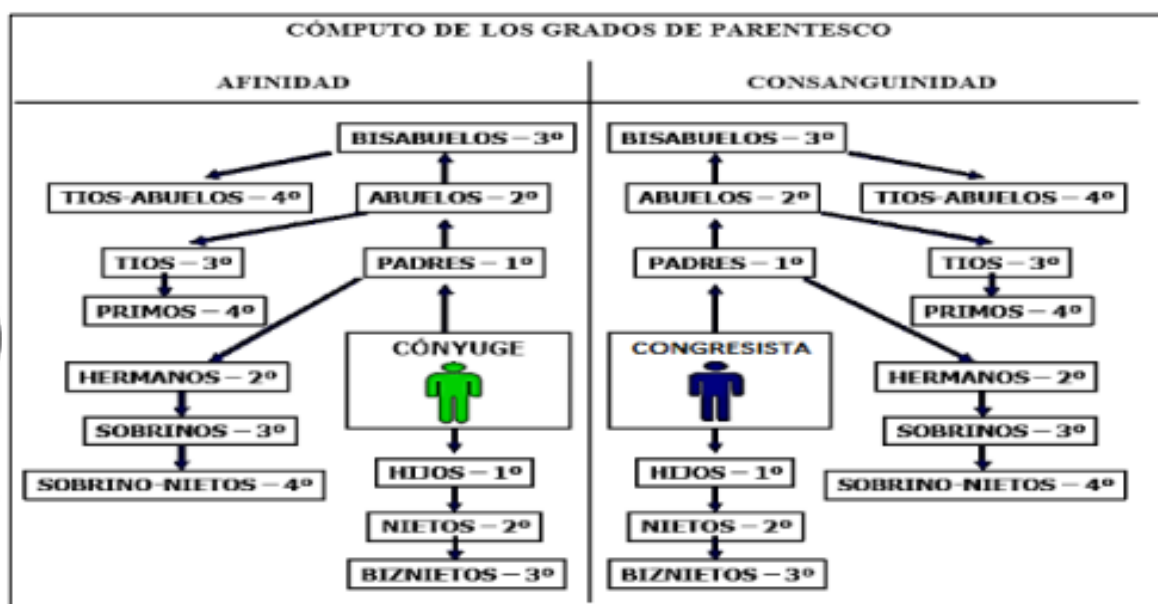 CÓMPUTO DE LOS GRADOS DE PARENTESCO
AFINIDAD
CONSANGUINIDAD
BISABUELOS – 3º
TIOS-ABUELOS – 4º
ABUELOS – 2º
TIOS – 3º
PADRES – 1º
PRIMOS – 4º
CÓNYUGE
HERMANOS – 2º
SOBRINOS – 3º
SOBRINO-NIETOS – 4º
HIJOS – 1º
NIETOS – 2º
BIZNIETOS – 3º
BISABUELOS – 3º
ABUELOS – 2º
TIOS-ABUELOS – 4º
PADRES – 1º
TIOS – 3º
PRIMOS – 4º
CONGRESISTA
HERMANOS – 2º
SOBRINOS – 3º
HIJOS – 1º
SOBRINO-NIETOS – 4º
NIETOS – 2º
BIZNIETOS – 3º